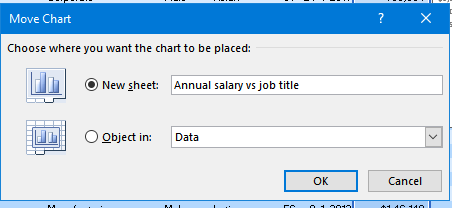 Move Chart
?
Choose where you want the chart to be placed:
New sheet: Annual salary vs job title
Object in: Data
OK Cancel